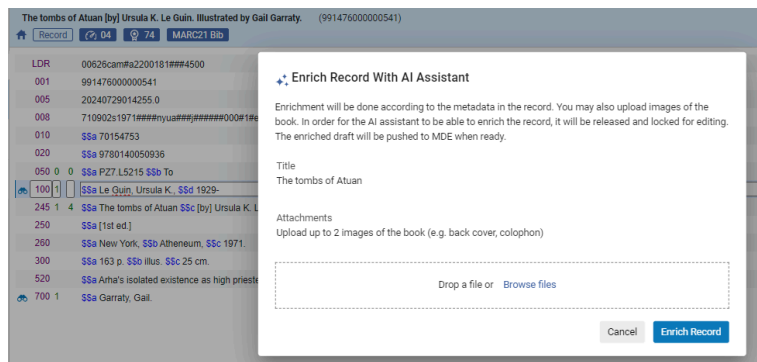 The tombs of Atuan [by] Ursula K. Le Guin. Illustrated by Gail Garraty. (991476000000541)
Record 04 74 MARC21 Bib
LDR 00626cam#a2200181###4500
001 991476000000541
005 20240729014255.0
008 710902s1971####nyua###j######000#1#e
010 $$a 70154753
020 $$a 9780140050936
050 0 0 $$a PZ7.L5215 $$b To
100 1 $$a Le Guin, Ursula K., $$d 1929-
245 1 4 $$a The tombs of Atuan $$c [by] Ursula K. L
250 $$a [1st ed.]
260 $$a New York, $$b Atheneum, $$c 1971.
300 $$a 163 p. $$b illus. $$c 25 cm.
520 $$a Arha's isolated existence as high prieste
700 1 $$a Garraty, Gail.
Enrich Record With AI Assistant
Enrichment will be done according to the metadata in the record. You may also upload images of the
book. In order for the AI assistant to be able to enrich the record, it will be released and locked for editing.
The enriched draft will be pushed to MDE when ready.
Title
The tombs of Atuan
Attachments
Upload up to 2 images of the book (e.g. back cover, colophon)
Drop a file or Browse files
Cancel Enrich Record